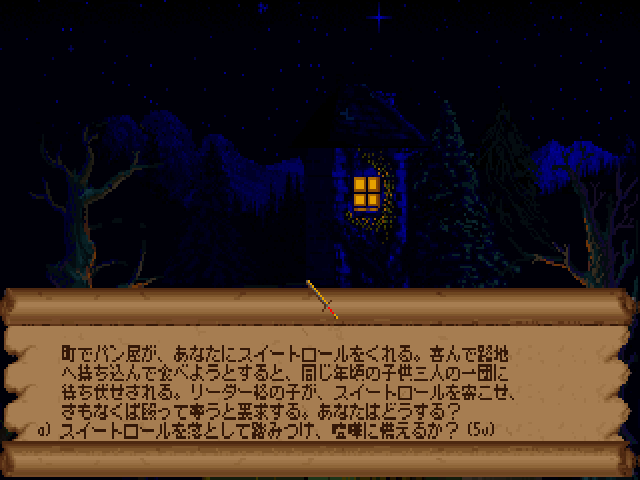 町でパン屋が、あなたにスイートロールをくれる。喜んで路地
へ持ち込んで食べようとすると、同じ年頃の子供三人の一団に
待ち伏せされる。リーダー格の子が、スイートロールを寄こせ、
さもなくば殴って奪うと要求する。あなたはどうする?
a) スイートロールを落として踏みつけ、喧嘩に備えるか? (5v)